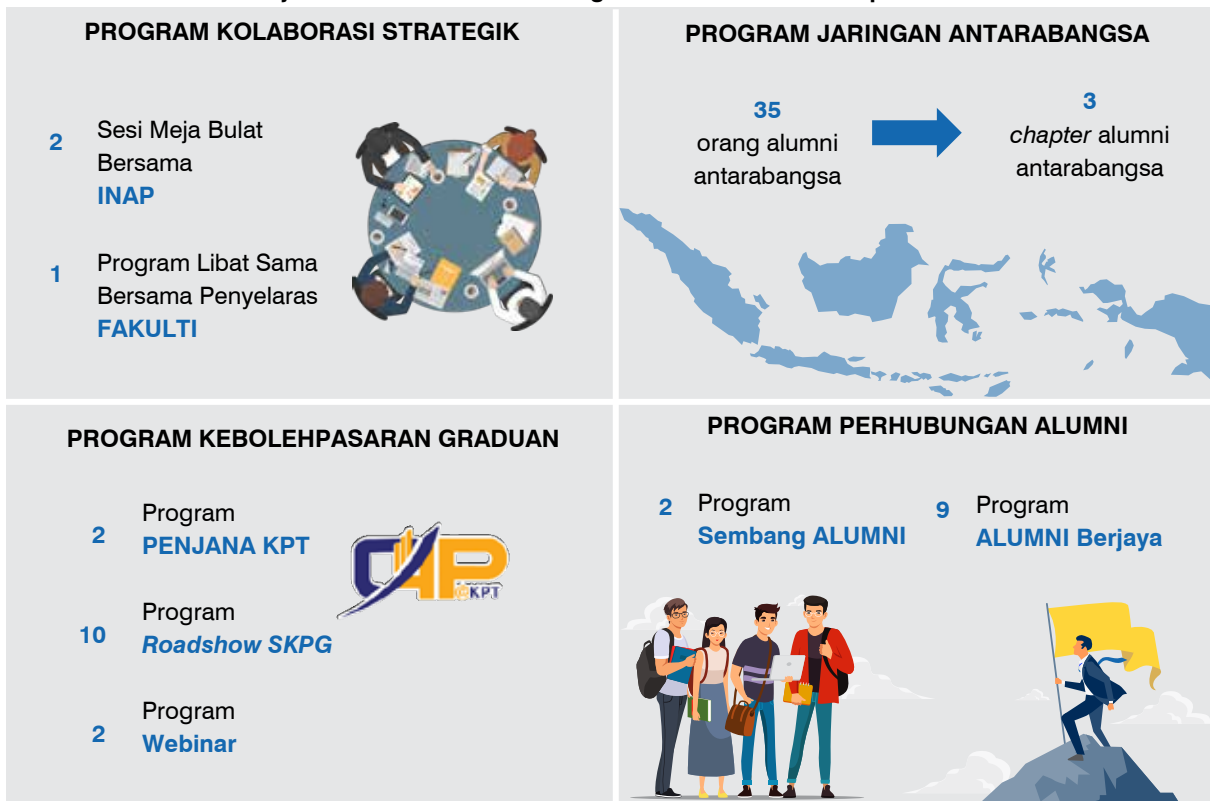 PROGRAM KOLABORASI STRATEGIK
2
Sesi Meja Bulat
Bersama
INAP
1
Program Libat Sama
Bersama Penyelaras
FAKULTI
PROGRAM JARINGAN ANTARABANGSA
35
orang alumni
antarabangsa
3
chapter alumni
antarabangsa
PROGRAM KEBOLEHPASARAN GRADUAN
2
Program
PENJANA KPT
CAP
@KPT
10
Program
Roadshow SKPG
2
Program
Webinar
PROGRAM PERHUBUNGAN ALUMNI
2
Program
Sembang ALUMNI
9
Program
ALUMNI Berjaya